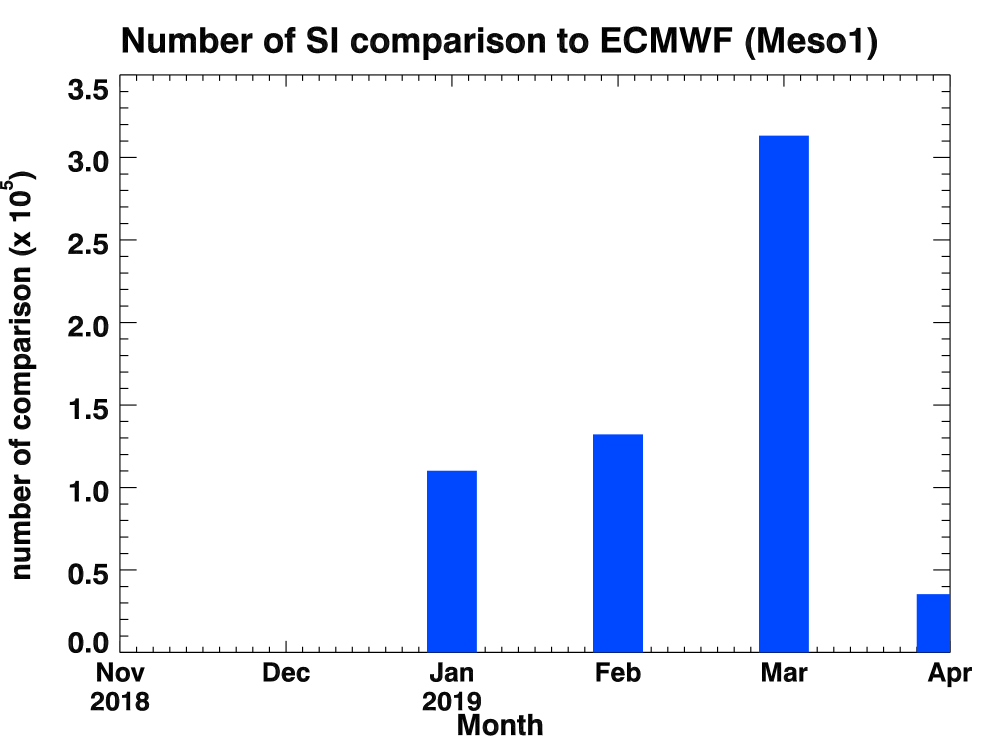 Number of SI comparison to ECMWF (Meso1)
3.5
3.0
2.5
2.0
1.5
1.0
0.5
0.0
number of comparison (x 10⁵)
Nov Dec Jan Feb Mar Apr
2018 2019
Month